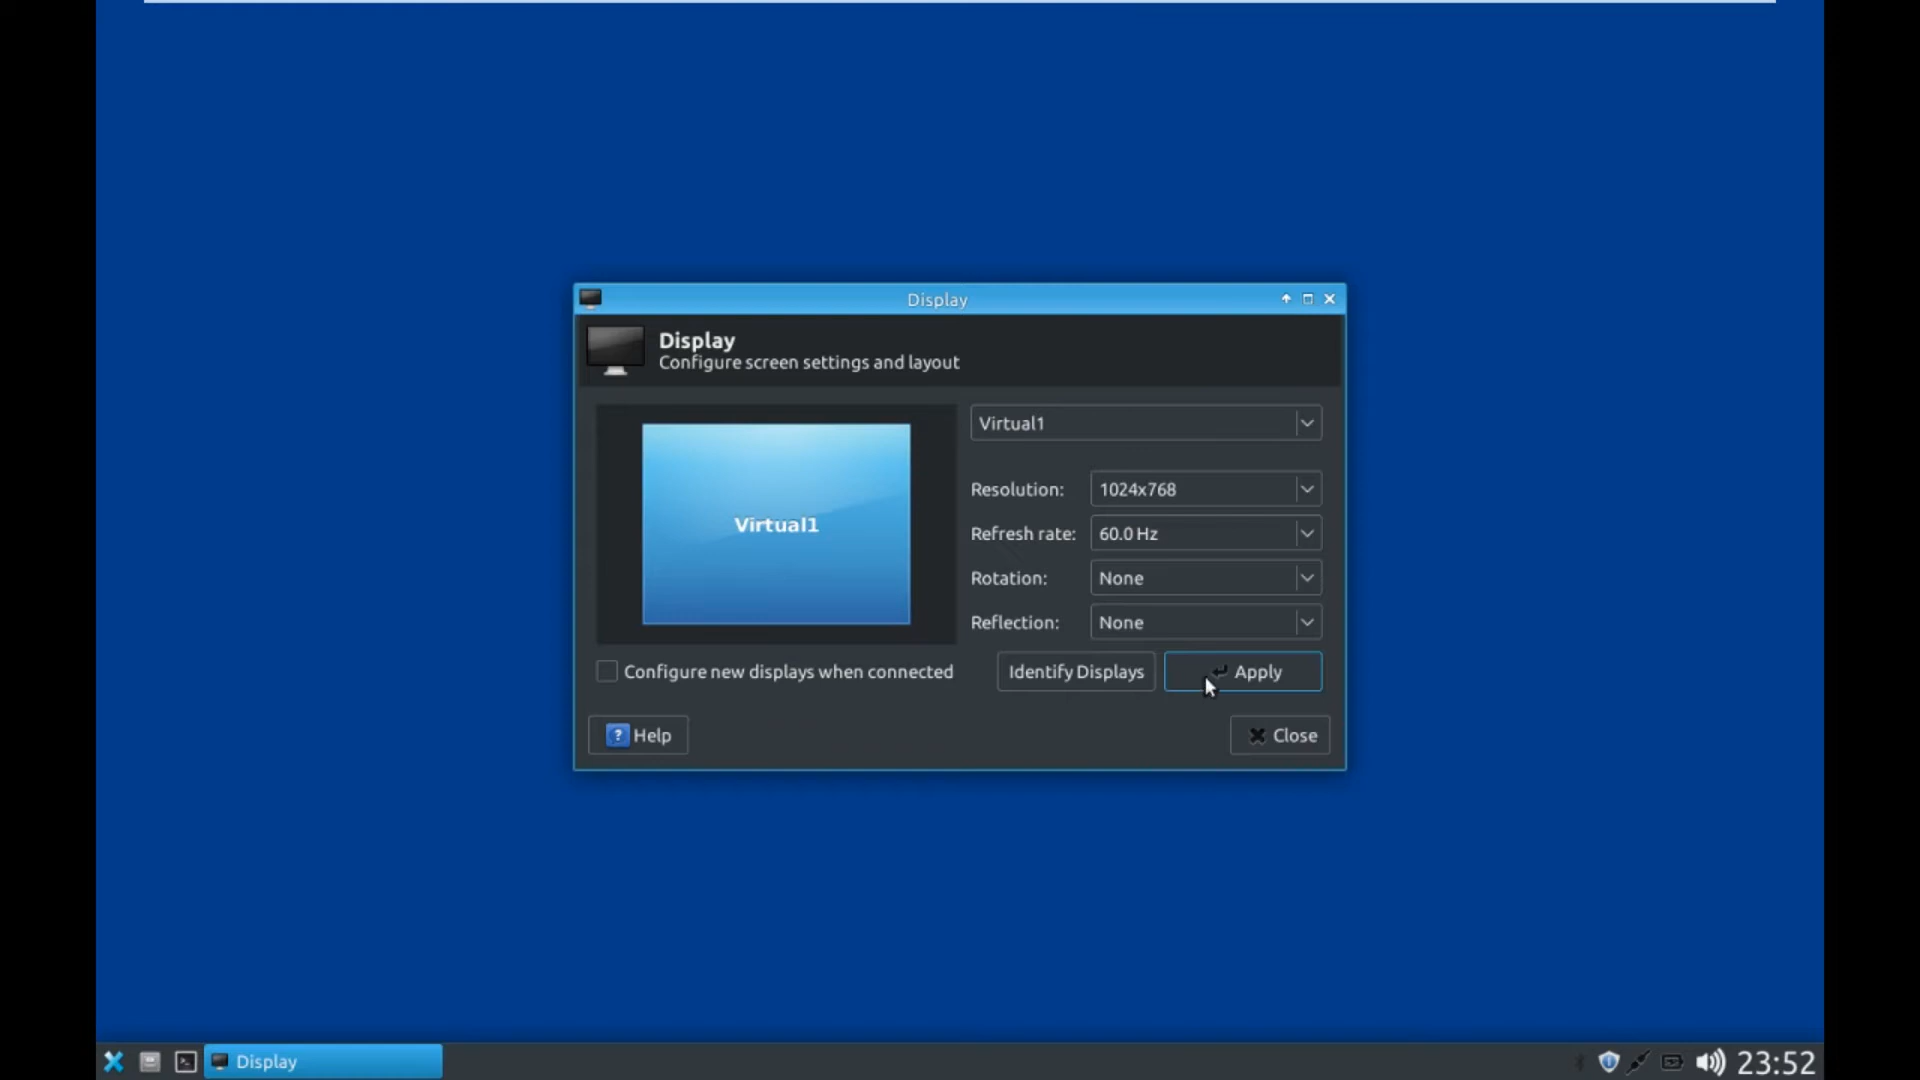 Display
Display
Configure screen settings and layout
Virtual1
Virtual1
Resolution: 1024x768
Refresh rate: 60.0 Hz
Rotation: None
Reflection: None
Configure new displays when connected
Identify Displays
Apply
Help
Close
Display
23:52